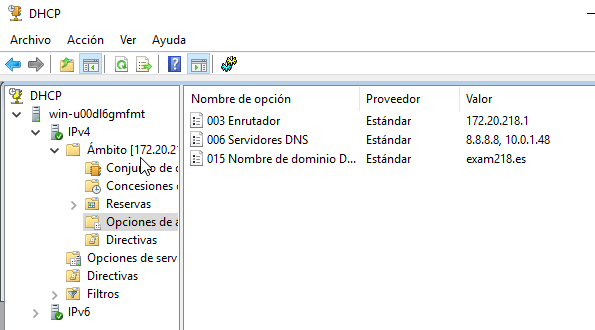 DHCP
Archivo Acción Ver Ayuda
DHCP
win-u00dl6gmfmt
IPv4
Ámbito [172.20.21
Conjunto de d
Concesiones
Reservas
Opciones de á
Directivas
Opciones de serv
Directivas
Filtros
IPv6
Nombre de opción Proveedor Valor
003 Enrutador Estándar 172.20.218.1
006 Servidores DNS Estándar 8.8.8.8, 10.0.1.48
015 Nombre de dominio D... Estándar exam218.es